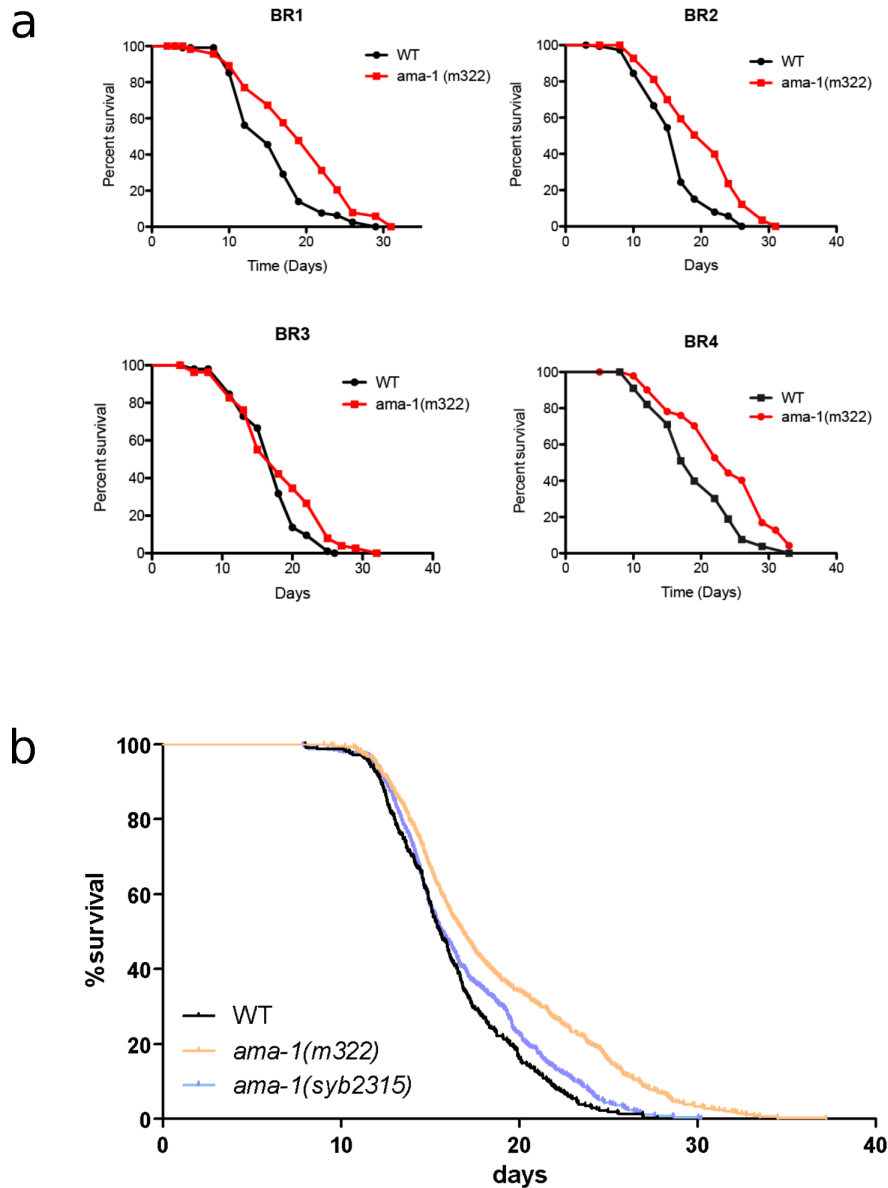 a
BR1
Percent survival
100
80
60
40
20
0
0 10 20 30
Time (Days)
WT
ama-1 (m322)
BR2
Percent survival
100
80
60
40
20
0
0 10 20 30 40
Days
WT
ama-1(m322)
BR3
Percent survival
100
80
60
40
20
0
0 10 20 30 40
Days
WT
ama-1(m322)
BR4
Percent survival
100
80
60
40
20
0
0 10 20 30 40
Time (Days)
WT
ama-1(m322)
b
%survival
100
80
60
40
20
0
0 10 20 30 40
days
WT
ama-1(m322)
ama-1(syb2315)